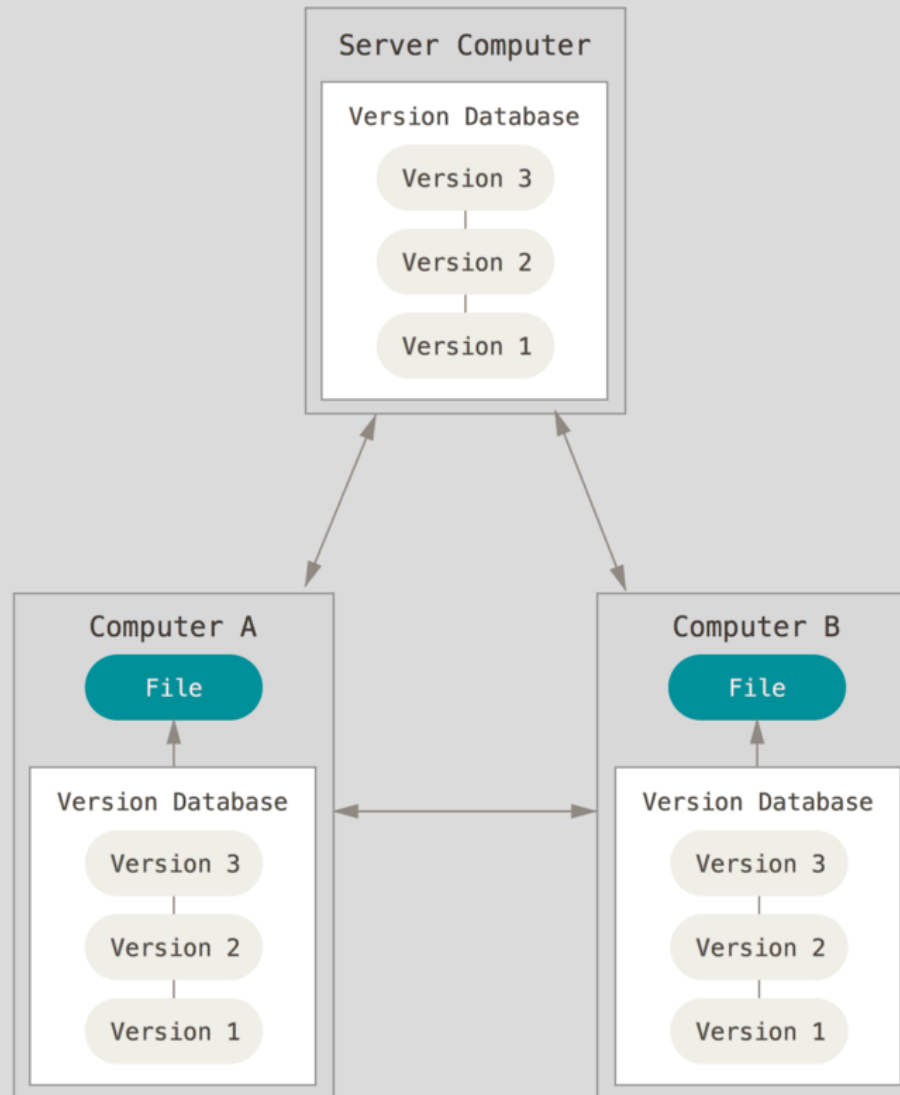 Server Computer
Version Database
Version 3
Version 2
Version 1
Computer A
File
Version Database
Version 3
Version 2
Version 1
Computer B
File
Version Database
Version 3
Version 2
Version 1